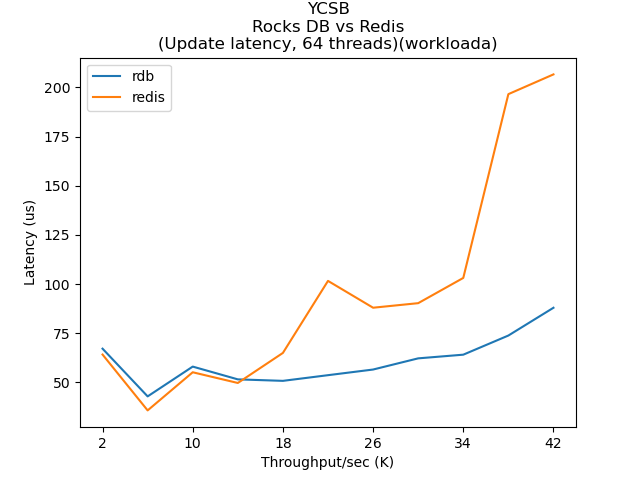 YCSB
Rocks DB vs Redis
(Update latency, 64 threads)(workloada)
rdb
redis
200
175
150
125
100
75
50
Latency (us)
2 10 18 26 34 42
Throughput/sec (K)